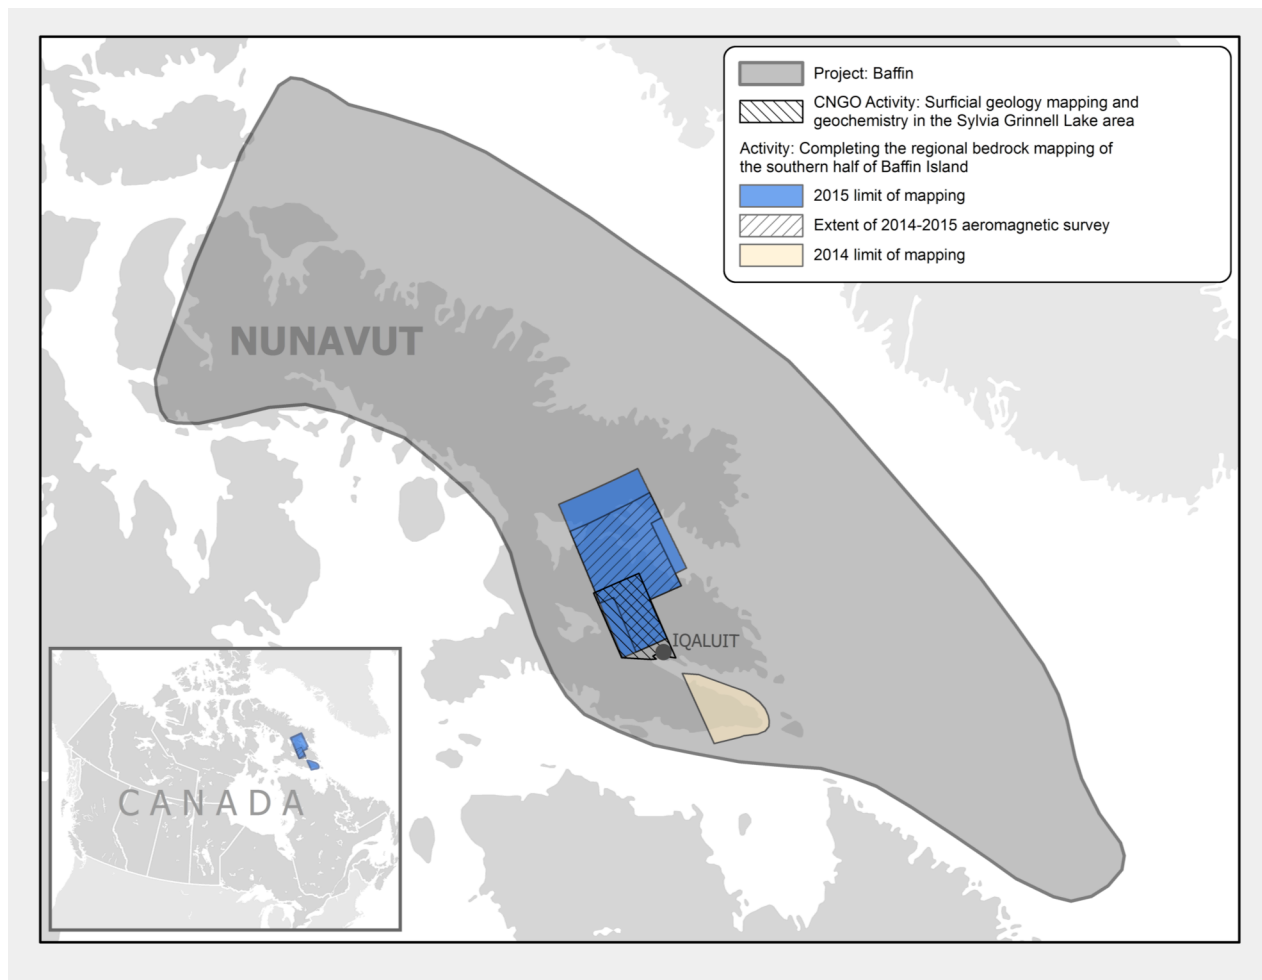 Project: Baffin
CNGO Activity: Surficial geology mapping and
geochemistry in the Sylvia Grinnell Lake area
Activity: Completing the regional bedrock mapping of
the southern half of Baffin Island
2015 limit of mapping
Extent of 2014-2015 aeromagnetic survey
2014 limit of mapping
NUNAVUT
IQALUIT
CANADA